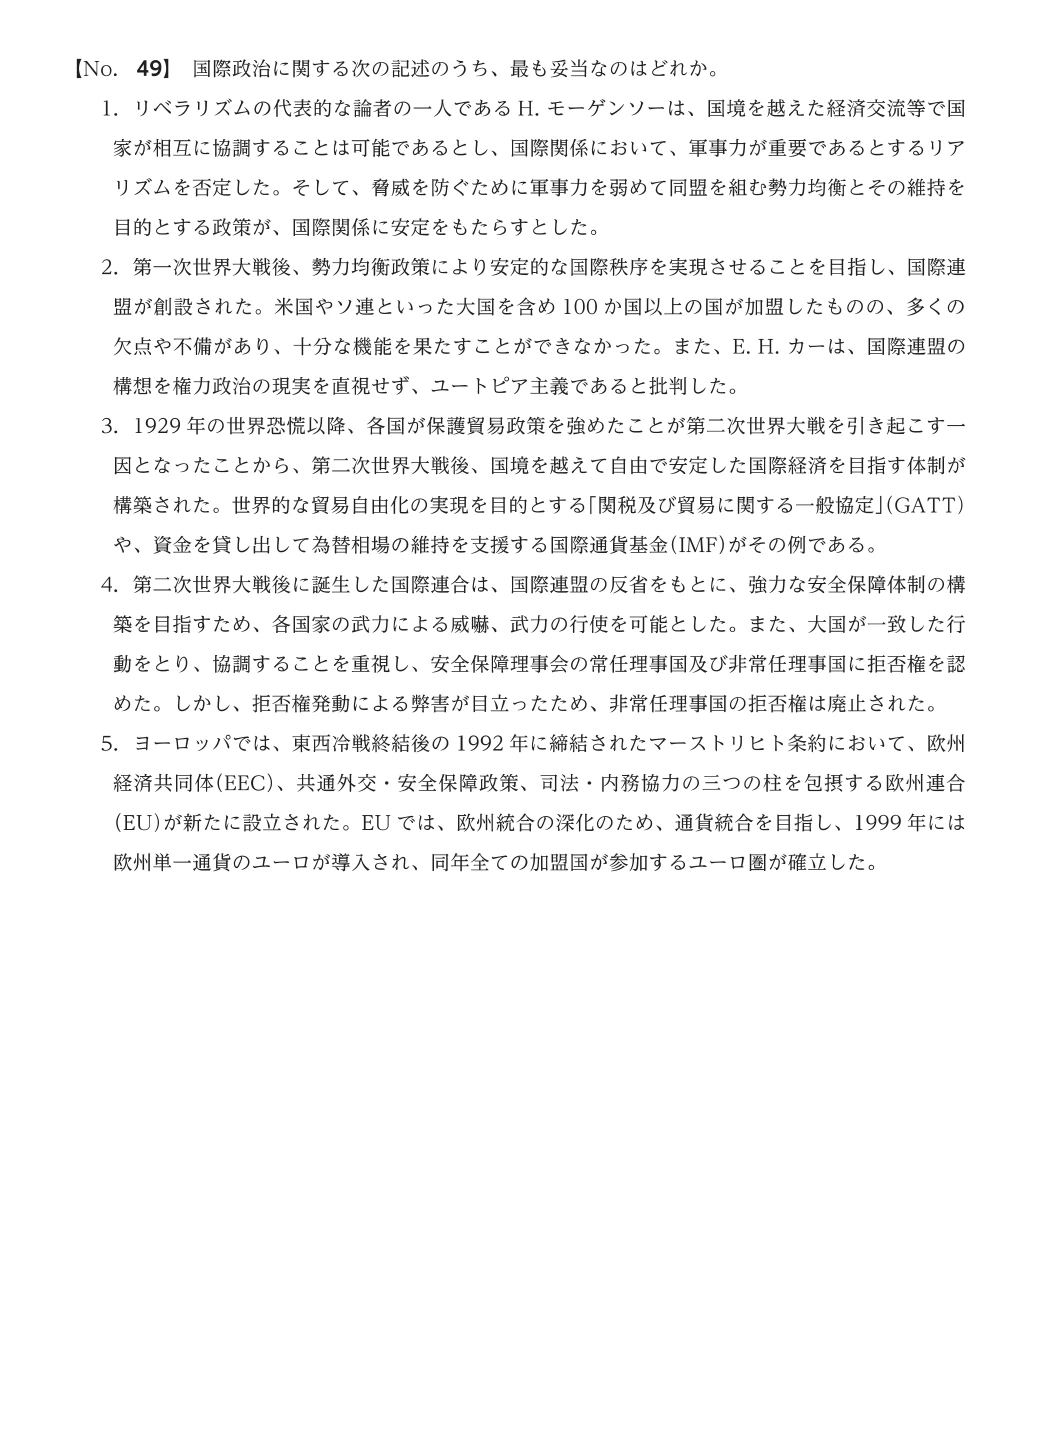 【No. 49】 国際政治に関する次の記述のうち、最も妥当なのはどれか。
1. リベラリズムの代表的な論者の一人である H. モーゲンソーは、国境を越えた経済交流等で国
家が相互に協調することは可能であるとし、国際関係において、軍事力が重要であるとするリア
リズムを否定した。そして、脅威を防ぐために軍事力を弱めて同盟を組む勢力均衡とその維持を
目的とする政策が、国際関係に安定をもたらすとした。
2. 第一次世界大戦後、勢力均衡政策により安定的な国際秩序を実現させることを目指し、国際連
盟が創設された。米国やソ連といった大国を含め 100 か国以上の国が加盟したものの、多くの
欠点や不備があり、十分な機能を果たすことができなかった。また、E. H. カーは、国際連盟の
構想を権力政治の現実を直視せず、ユートピア主義であると批判した。
3. 1929 年の世界恐慌以降、各国が保護貿易政策を強めたことが第二次世界大戦を引き起こす一
因となったことから、第二次世界大戦後、国境を越えて自由で安定した国際経済を目指す体制が
構築された。世界的な貿易自由化の実現を目的とする「関税及び貿易に関する一般協定」(GATT)
や、資金を貸し出して為替相場の維持を支援する国際通貨基金(IMF)がその例である。
4. 第二次世界大戦後に誕生した国際連合は、国際連盟の反省をもとに、強力な安全保障体制の構
築を目指すため、各国家の武力による威嚇、武力の行使を可能とした。また、大国が一致した行
動をとり、協調することを重視し、安全保障理事会の常任理事国及び非常任理事国に拒否権を認
めた。しかし、拒否権発動による弊害が目立ったため、非常任理事国の拒否権は廃止された。
5. ヨーロッパでは、東西冷戦終結後の 1992 年に締結されたマーストリヒト条約において、欧州
経済共同体(EEC)、共通外交・安全保障政策、司法・内務協力の三つの柱を包摂する欧州連合
(EU)が新たに設立された。EU では、欧州統合の深化のため、通貨統合を目指し、1999 年には
欧州単一通貨のユーロが導入され、同年全ての加盟国が参加するユーロ圏が確立した。